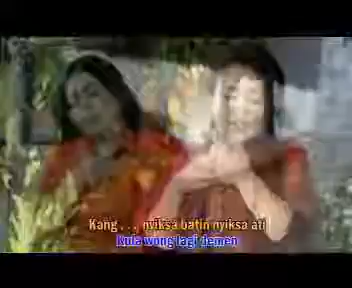 Kang . . . nyiksa batin nyiksa ati
Kula wong lagi demen